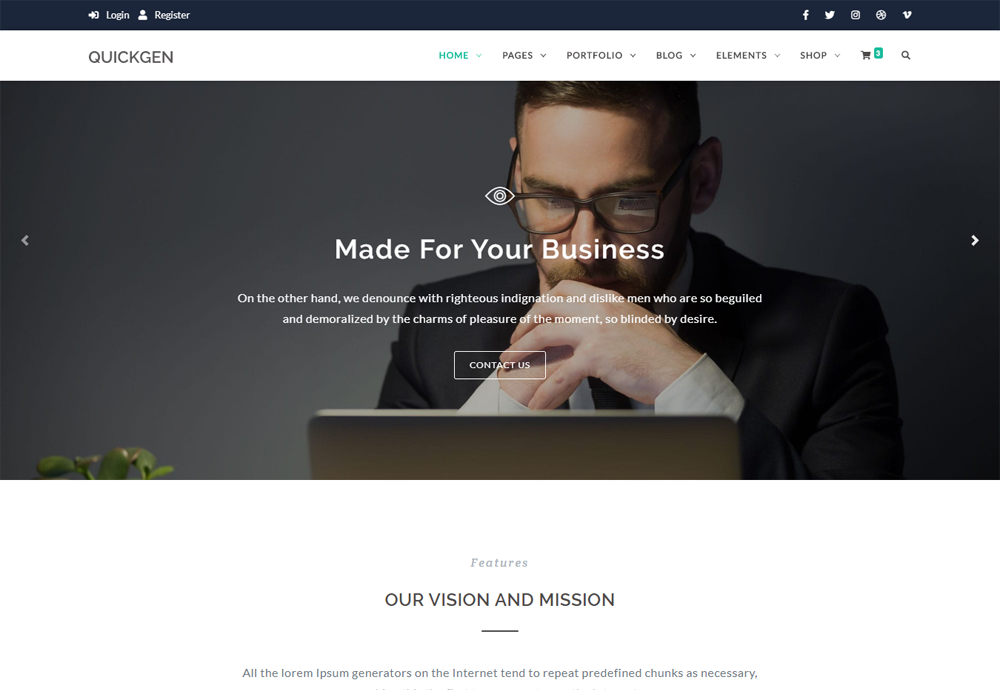 Login Register
QUICKGEN
HOME PAGES PORTFOLIO BLOG ELEMENTS SHOP 3
Made For Your Business
On the other hand, we denounce with righteous indignation and dislike men who are so beguiled
and demoralized by the charms of pleasure of the moment, so blinded by desire.
CONTACT US
Features
OUR VISION AND MISSION
All the lorem Ipsum generators on the Internet tend to repeat predefined chunks as necessary,